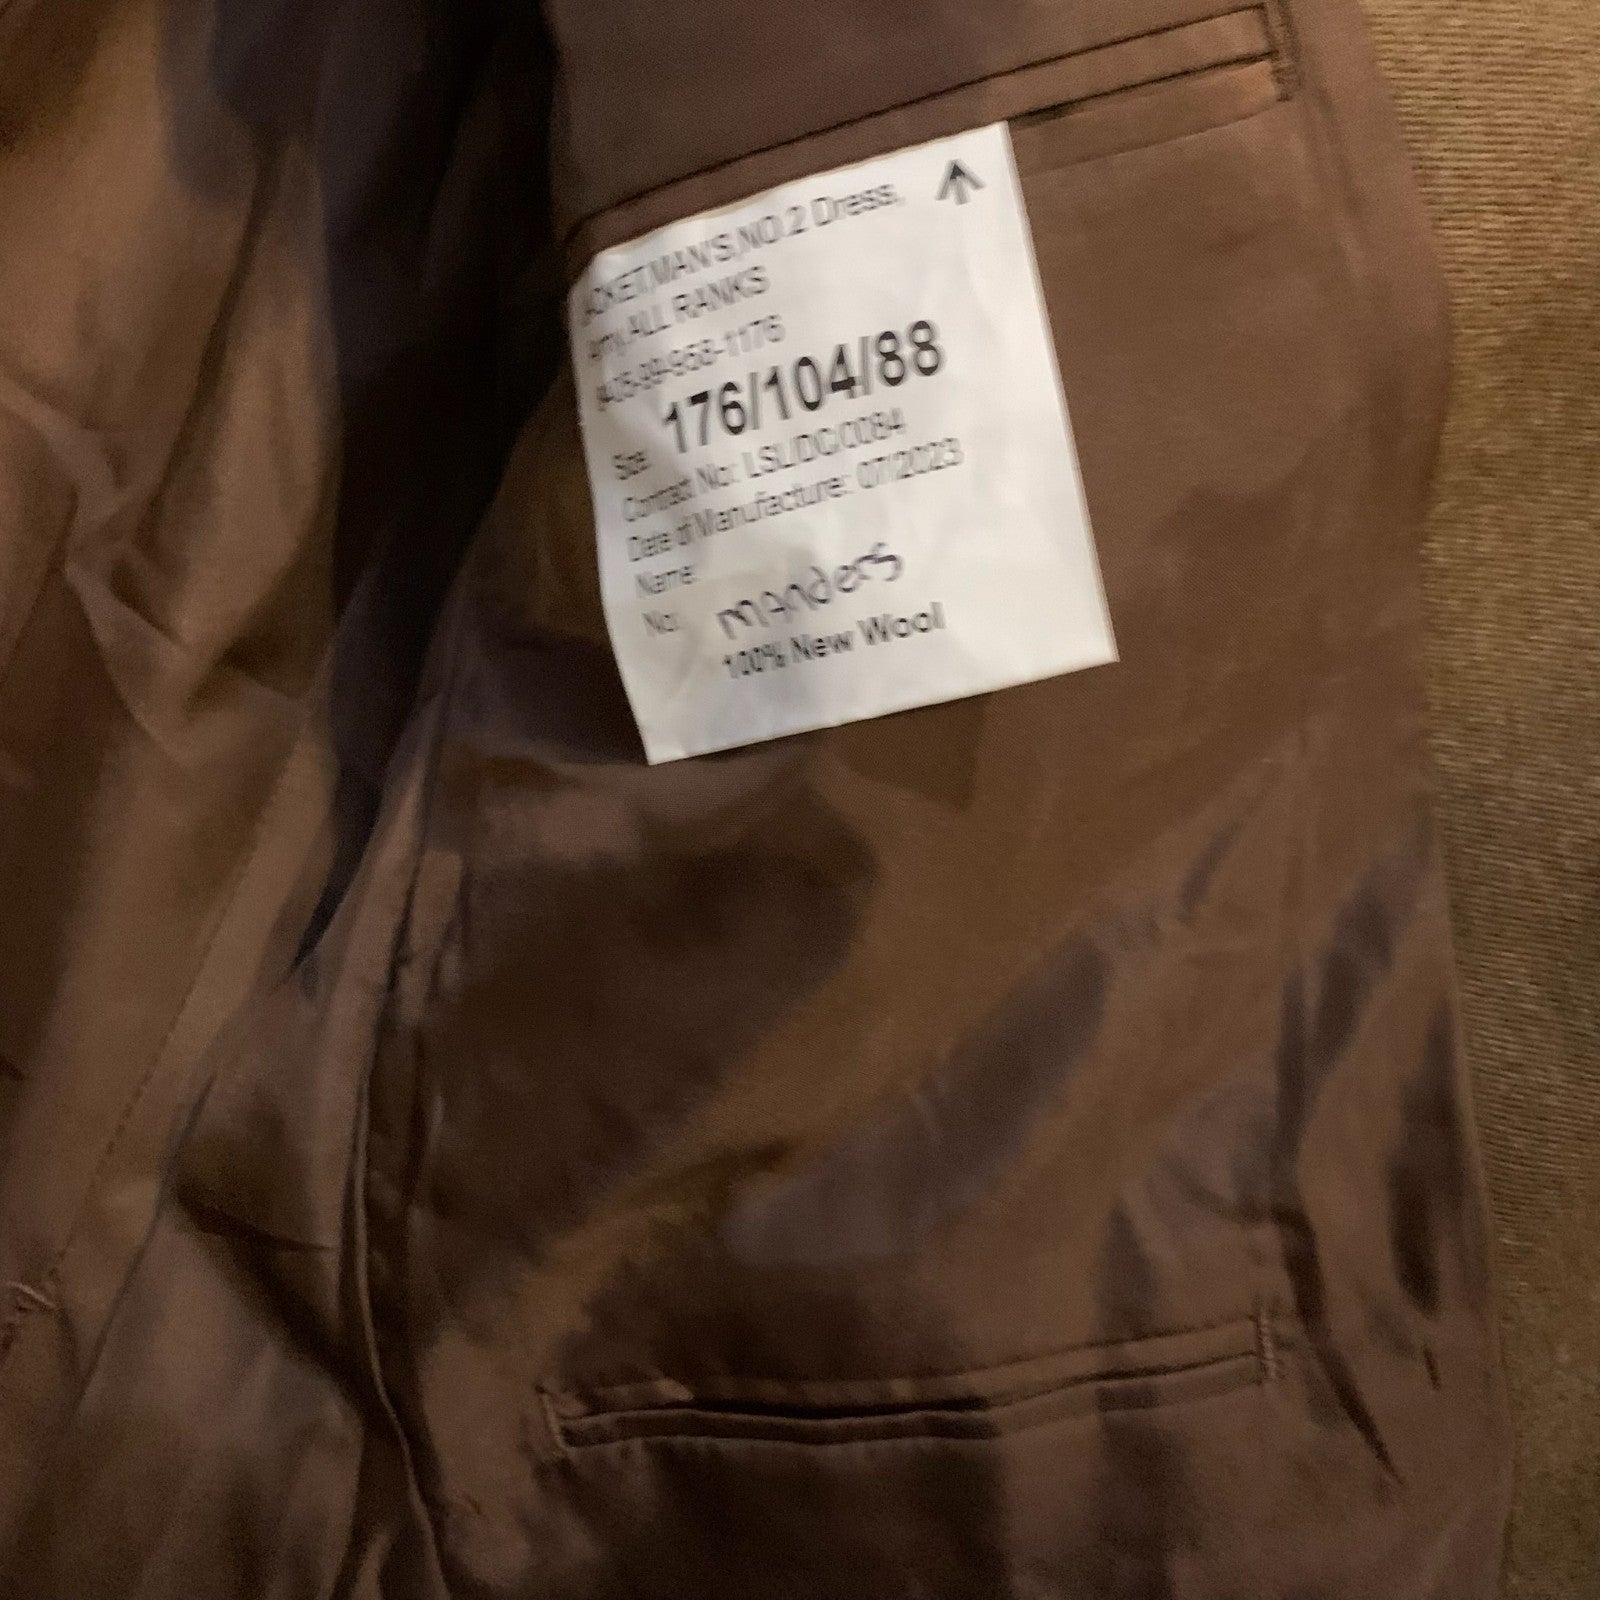 JACKET,MAN'S,NO.2 Dress,
Army, ALL RANKS
8405-99-958-1176
Size: 176/104/88
Contract No: LSL/DC/0084
Date of Manufacture: 07/2023
Name:
No: manders
100% New Wool